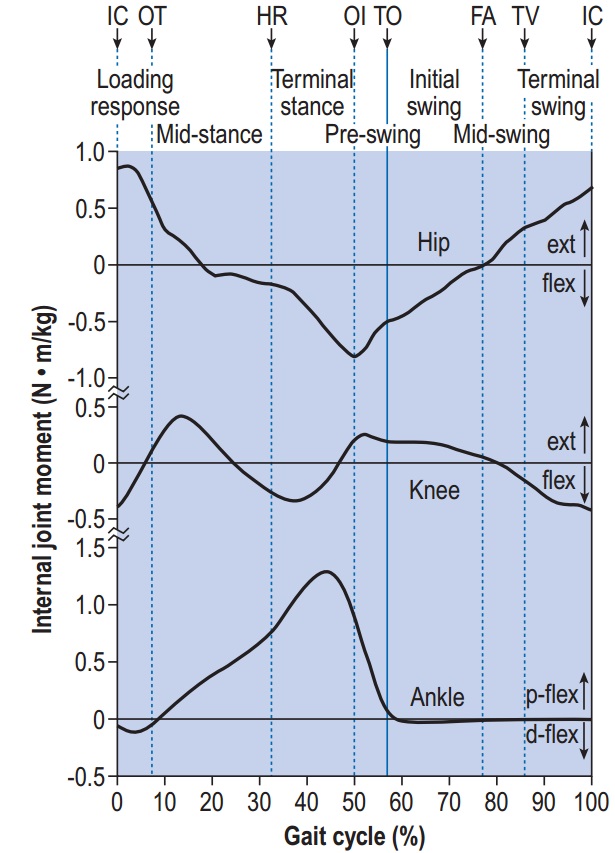 IC OT HR OI TO FA TV IC
Loading response
Terminal stance
Initial swing
Terminal swing
Mid-stance
Pre-swing
Mid-swing
Internal joint moment (N • m/kg)
1.0
0.5
0
-0.5
-1.0
Hip
ext
flex
0.5
0
-0.5
Knee
ext
flex
1.5
1.0
0.5
0
-0.5
Ankle
p-flex
d-flex
0 10 20 30 40 50 60 70 80 90 100
Gait cycle (%)